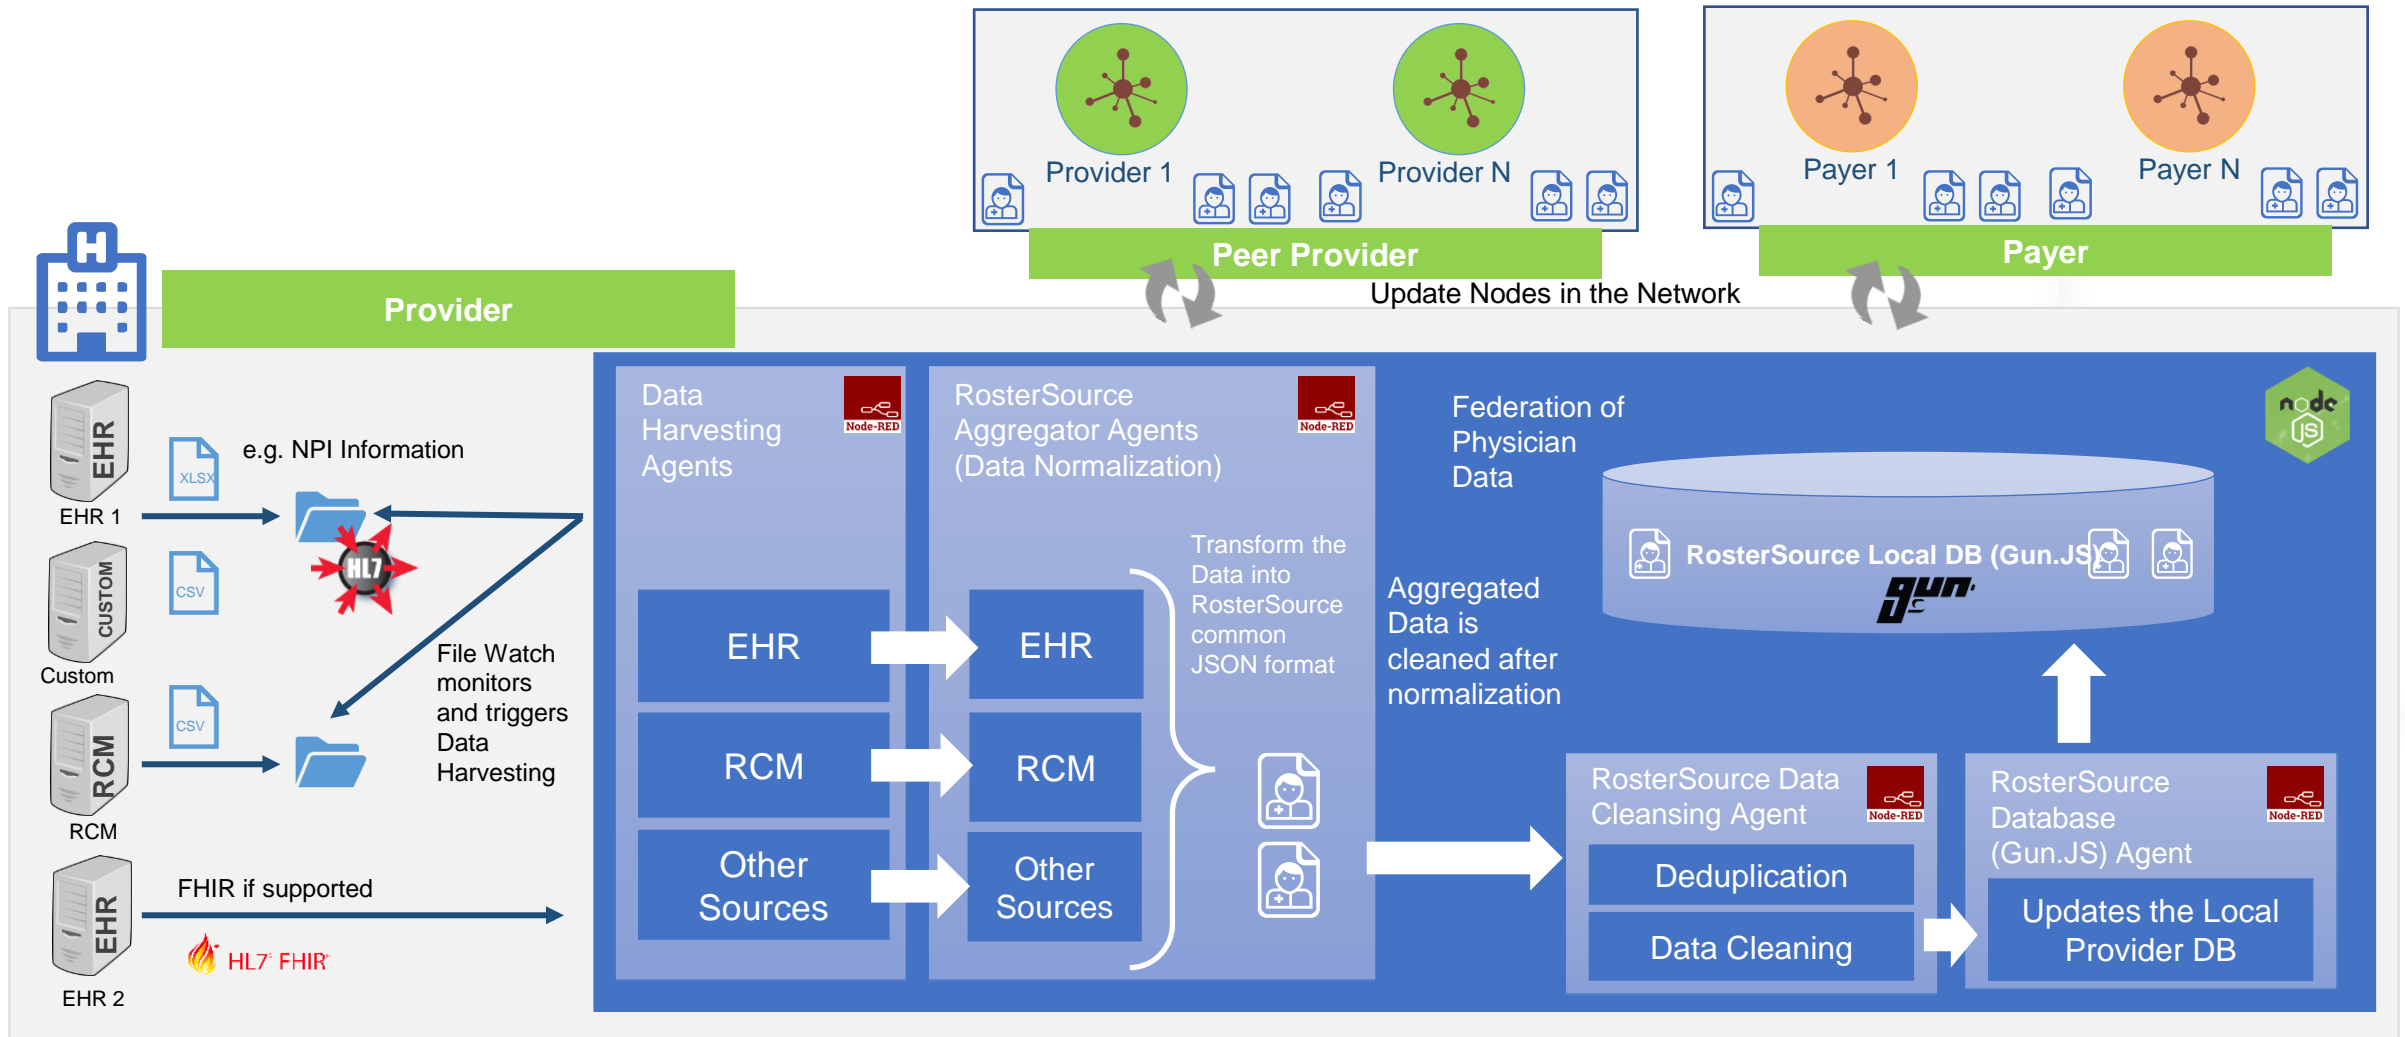 Provider 1
Provider N
Payer 1
Payer N
Peer Provider
Payer
Update Nodes in the Network
H
Provider
EHR
EHR 1
XLSX
e.g. NPI Information
HL7
CUSTOM
Custom
CSV
RCM
RCM
CSV
File Watch
monitors
and triggers
Data
Harvesting
EHR
EHR 2
FHIR if supported
HL7 FHIR
Data
Harvesting
Agents
Node-RED
EHR
RCM
Other
Sources
RosterSource
Aggregator Agents
(Data Normalization)
Node-RED
EHR
RCM
Other
Sources
Transform the
Data into
RosterSource
common
JSON format
Federation of
Physician
Data
Aggregated
Data is
cleaned after
normalization
node
JS
RosterSource Local DB (Gun.JS)
gun
RosterSource Data
Cleansing Agent
Node-RED
Deduplication
Data Cleaning
RosterSource
Database
(Gun.JS) Agent
Node-RED
Updates the Local
Provider DB